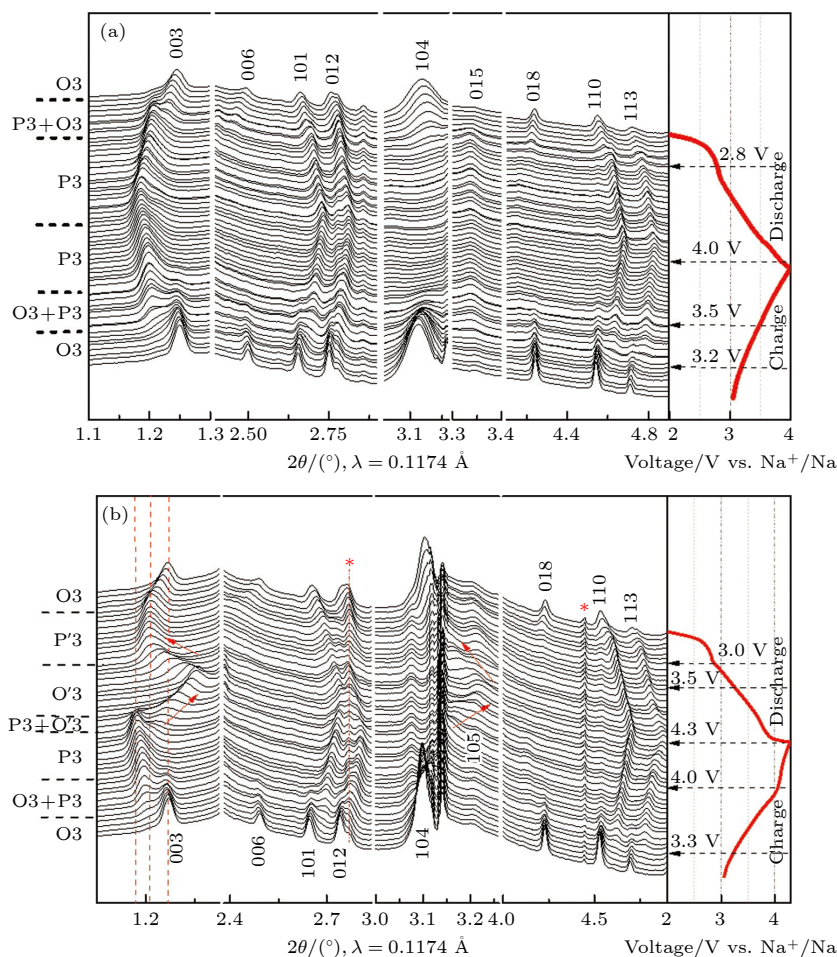 (a)
003
006
101
012
104
015
018
110
113
O3
P3+O3
P3
P3
O3+P3
O3
2.8 V
4.0 V
3.5 V
3.2 V
Discharge
Charge
1.1 1.2 1.3 2.50 2.75 3.1 3.3 3.4 4.4 4.8 2 3 4
2θ/(°), λ = 0.1174 Å
Voltage/V vs. Na⁺/Na
(b)
*
*
018
110
113
O3
P′3
O′3
P3+O′3
P3
O3+P3
O3
003
006
101
012
104
105
3.0 V
3.5 V
4.3 V
4.0 V
3.3 V
Discharge
Charge
1.2 2.4 2.7 3.0 3.1 3.2 4.0 4.5 2 3 4
2θ/(°), λ = 0.1174 Å
Voltage/V vs. Na⁺/Na